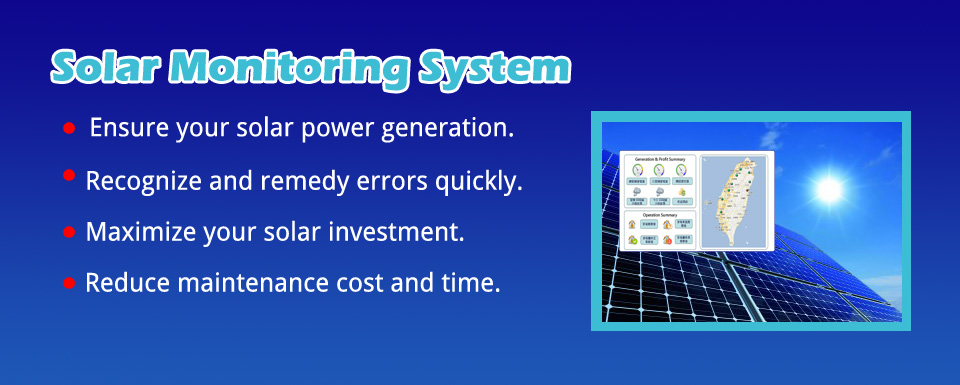 Solar Monitoring System
Ensure your solar power generation.
Recognize and remedy errors quickly.
Maximize your solar investment.
Reduce maintenance cost and time.
Generation & Profit Summary
Operation Summary